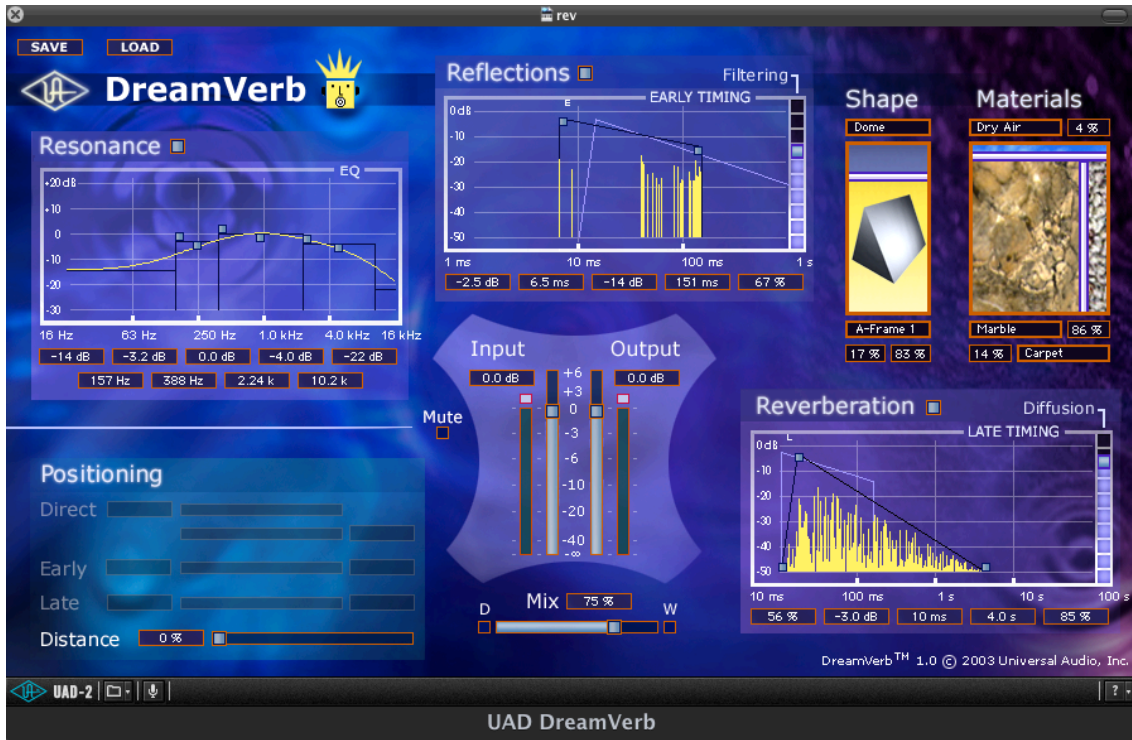 rev
SAVE LOAD
DreamVerb
Resonance
EQ
+20dB
+10
0
-10
-20
-30
16 Hz 63 Hz 250 Hz 1.0 kHz 4.0 kHz 16 kHz
-14 dB -3.2 dB 0.0 dB -4.0 dB -22 dB
157 Hz 388 Hz 2.24 k 10.2 k
Reflections
Filtering
EARLY TIMING
E
0dB
-10
-20
-30
-40
-50
1 ms 10 ms 100 ms 1 s
-2.5 dB 6.5 ms -14 dB 151 ms 67 %
Shape
Dome
A-Frame 1
17 % 83 %
Materials
Dry Air 4 %
Marble 86 %
14 % Carpet
Positioning
Direct
Early
Late
Distance 0 %
Input Output
0.0 dB 0.0 dB
Mute
+6
+3
0
-3
-6
-10
-20
-40
-∞
D Mix 75 % W
Reverberation
Diffusion
LATE TIMING
L
0dB
-10
-20
-30
-40
-50
10 ms 100 ms 1 s 10 s 100 s
56 % -3.0 dB 10 ms 4.0 s 85 %
DreamVerb™ 1.0 © 2003 Universal Audio, Inc.
UAD-2 ?
UAD DreamVerb